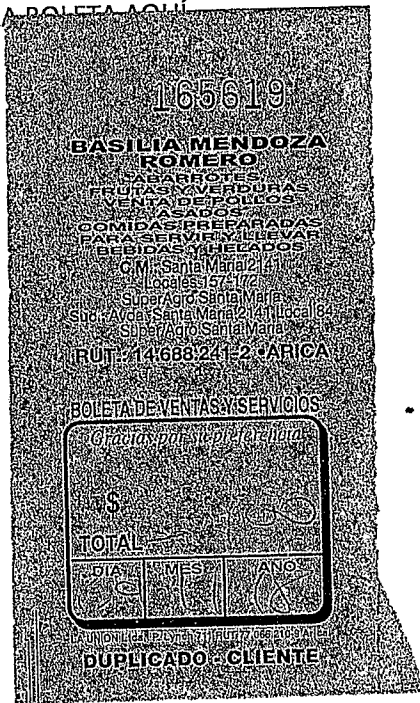 A BOLETA AQUÍ
165619
BASILIA MENDOZA
ROMERO
ABARROTES
FRUTAS Y VERDURAS
VENTA DE POLLOS
ASADOS
COMIDAS PREPARADAS
PARA SERVIR Y LLEVAR
BEBIDAS Y HELADOS
C.M. Santa María 2141
Locales 157-177
SuperAgro Santa María
Suc. Avda. Santa María 2141 Local 84
SuperAgro Santa María
RUT.: 14.688.241-2 • ARICA
BOLETA DE VENTAS Y SERVICIOS
Gracias por su preferencia
$
TOTAL
DIA MES AÑO
DUPLICADO - CLIENTE